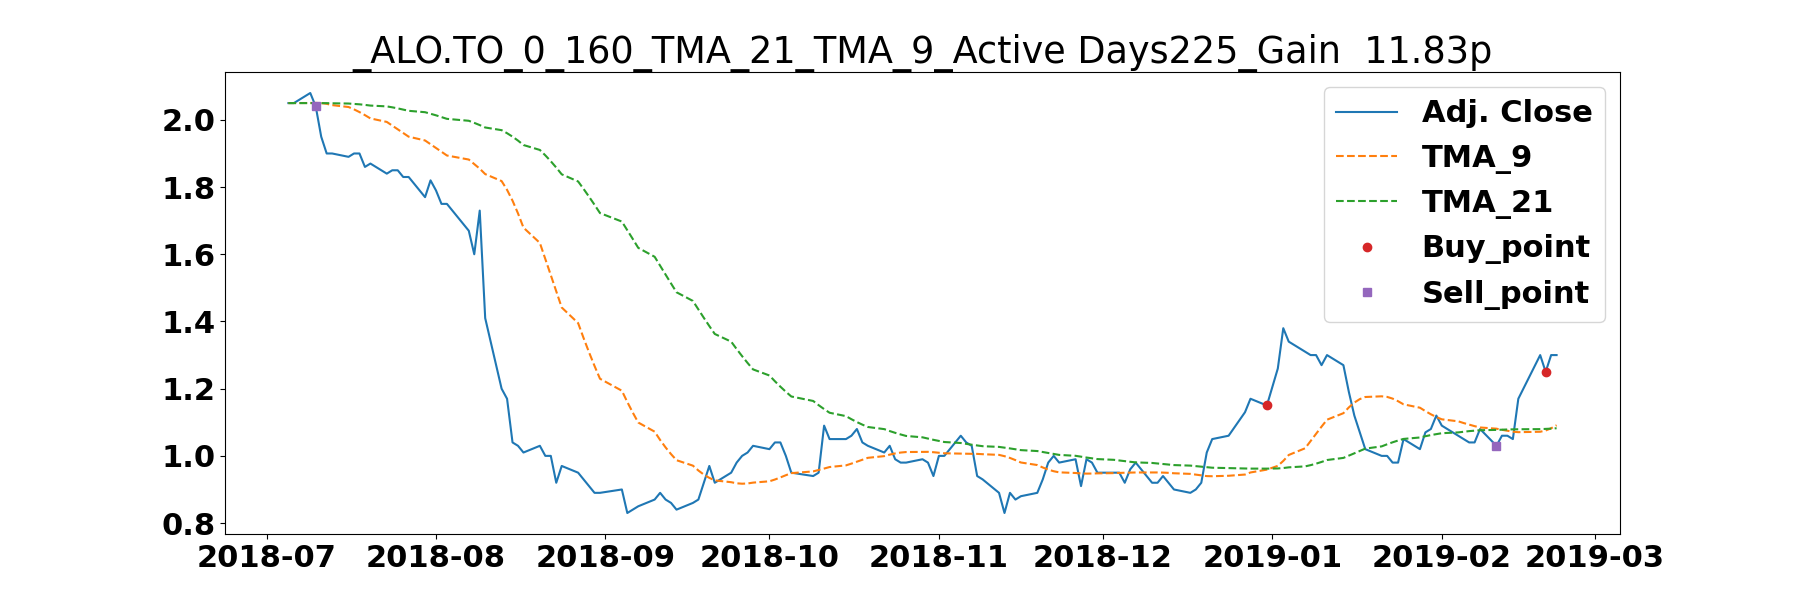 _ALO.TO_0_160_TMA_21_TMA_9_Active Days225_Gain  11.83p
Adj. Close
TMA_9
TMA_21
Buy_point
Sell_point
2.0
1.8
1.6
1.4
1.2
1.0
0.8
2018-07 2018-08 2018-09 2018-10 2018-11 2018-12 2019-01 2019-02 2019-03